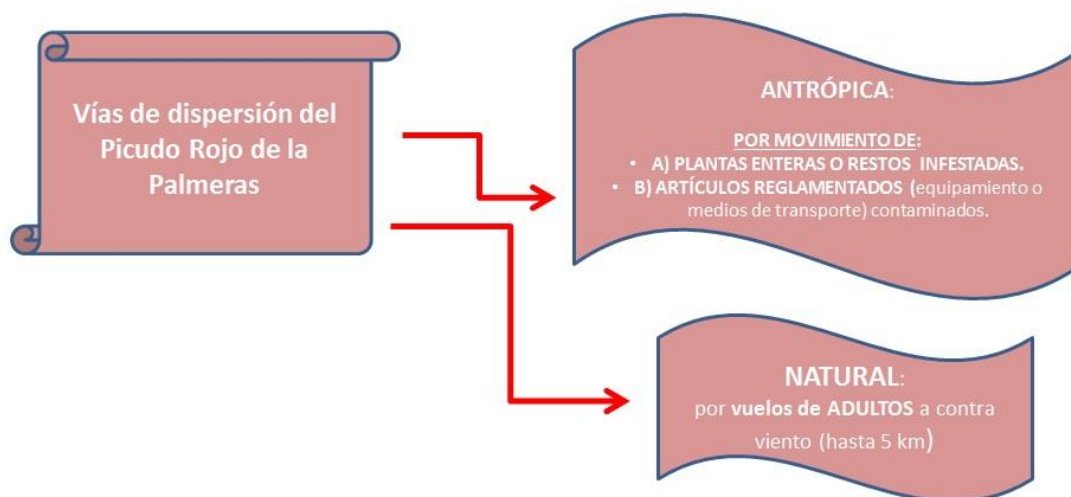 Vías de dispersión del
Picudo Rojo de la
Palmeras
ANTRÓPICA:
POR MOVIMIENTO DE:
• A) PLANTAS ENTERAS O RESTOS INFESTADAS.
• B) ARTÍCULOS REGLAMENTADOS (equipamiento o
medios de transporte) contaminados.
NATURAL:
por vuelos de ADULTOS a contra
viento (hasta 5 km)